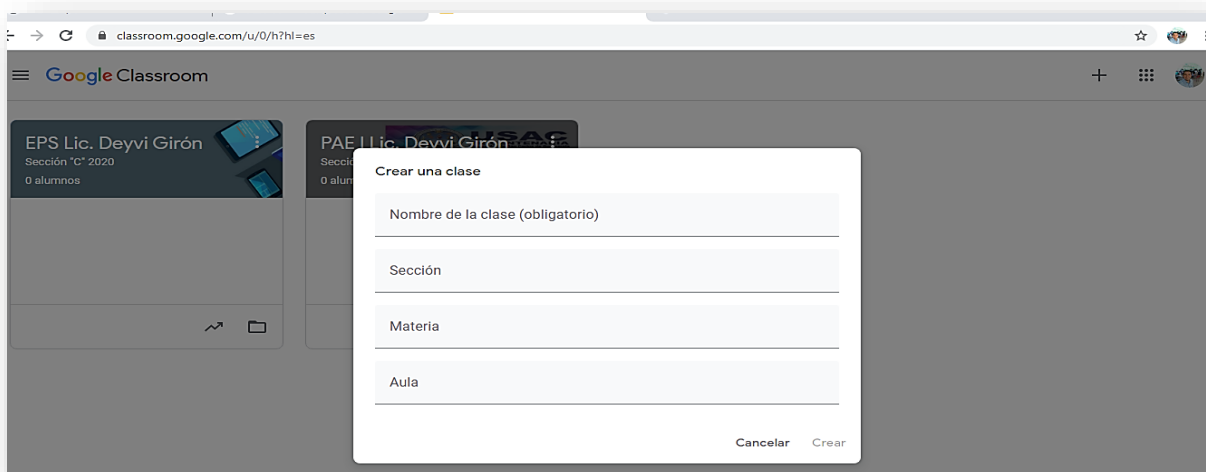 classroom.google.com/u/0/h?hl=es
Google Classroom
EPS Lic. Deyvi Girón
Sección "C" 2020
0 alumnos
PAE I Lic. Deyvi Girón
USAC
Crear una clase
Nombre de la clase (obligatorio)
Sección
Materia
Aula
Cancelar
Crear